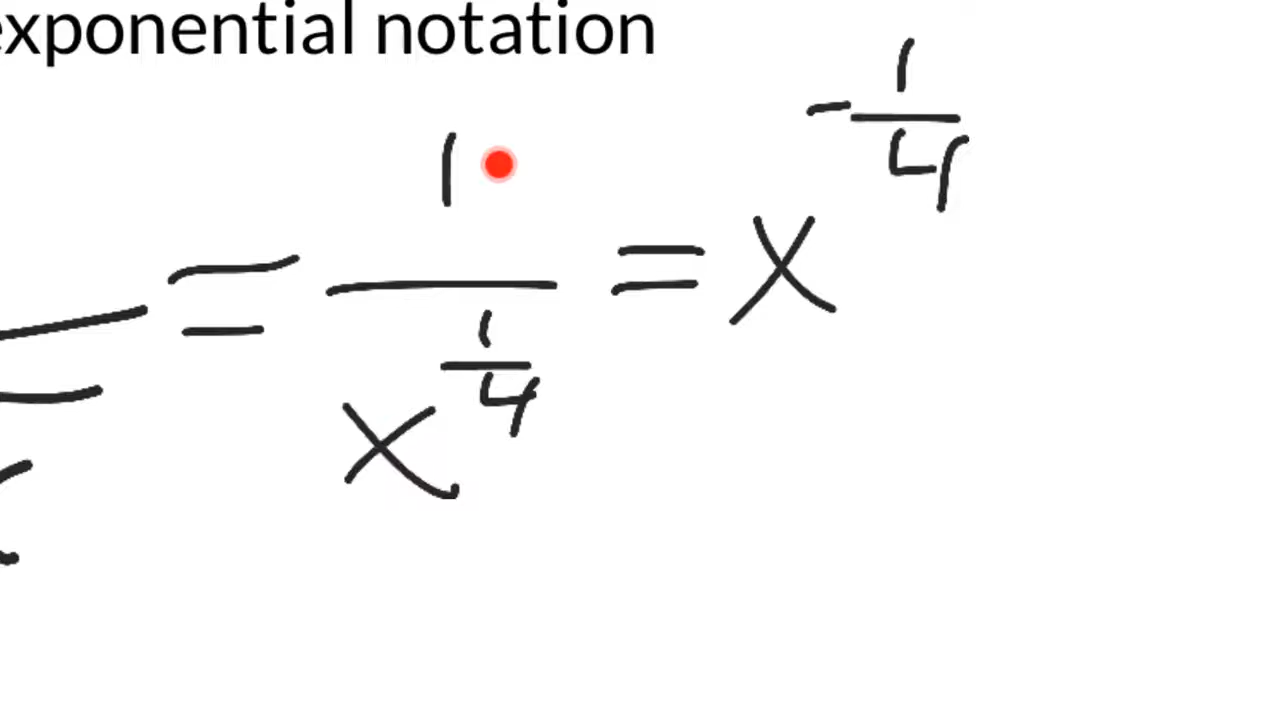 exponential notation
= 1/x^(1/4) = x^(-1/4)